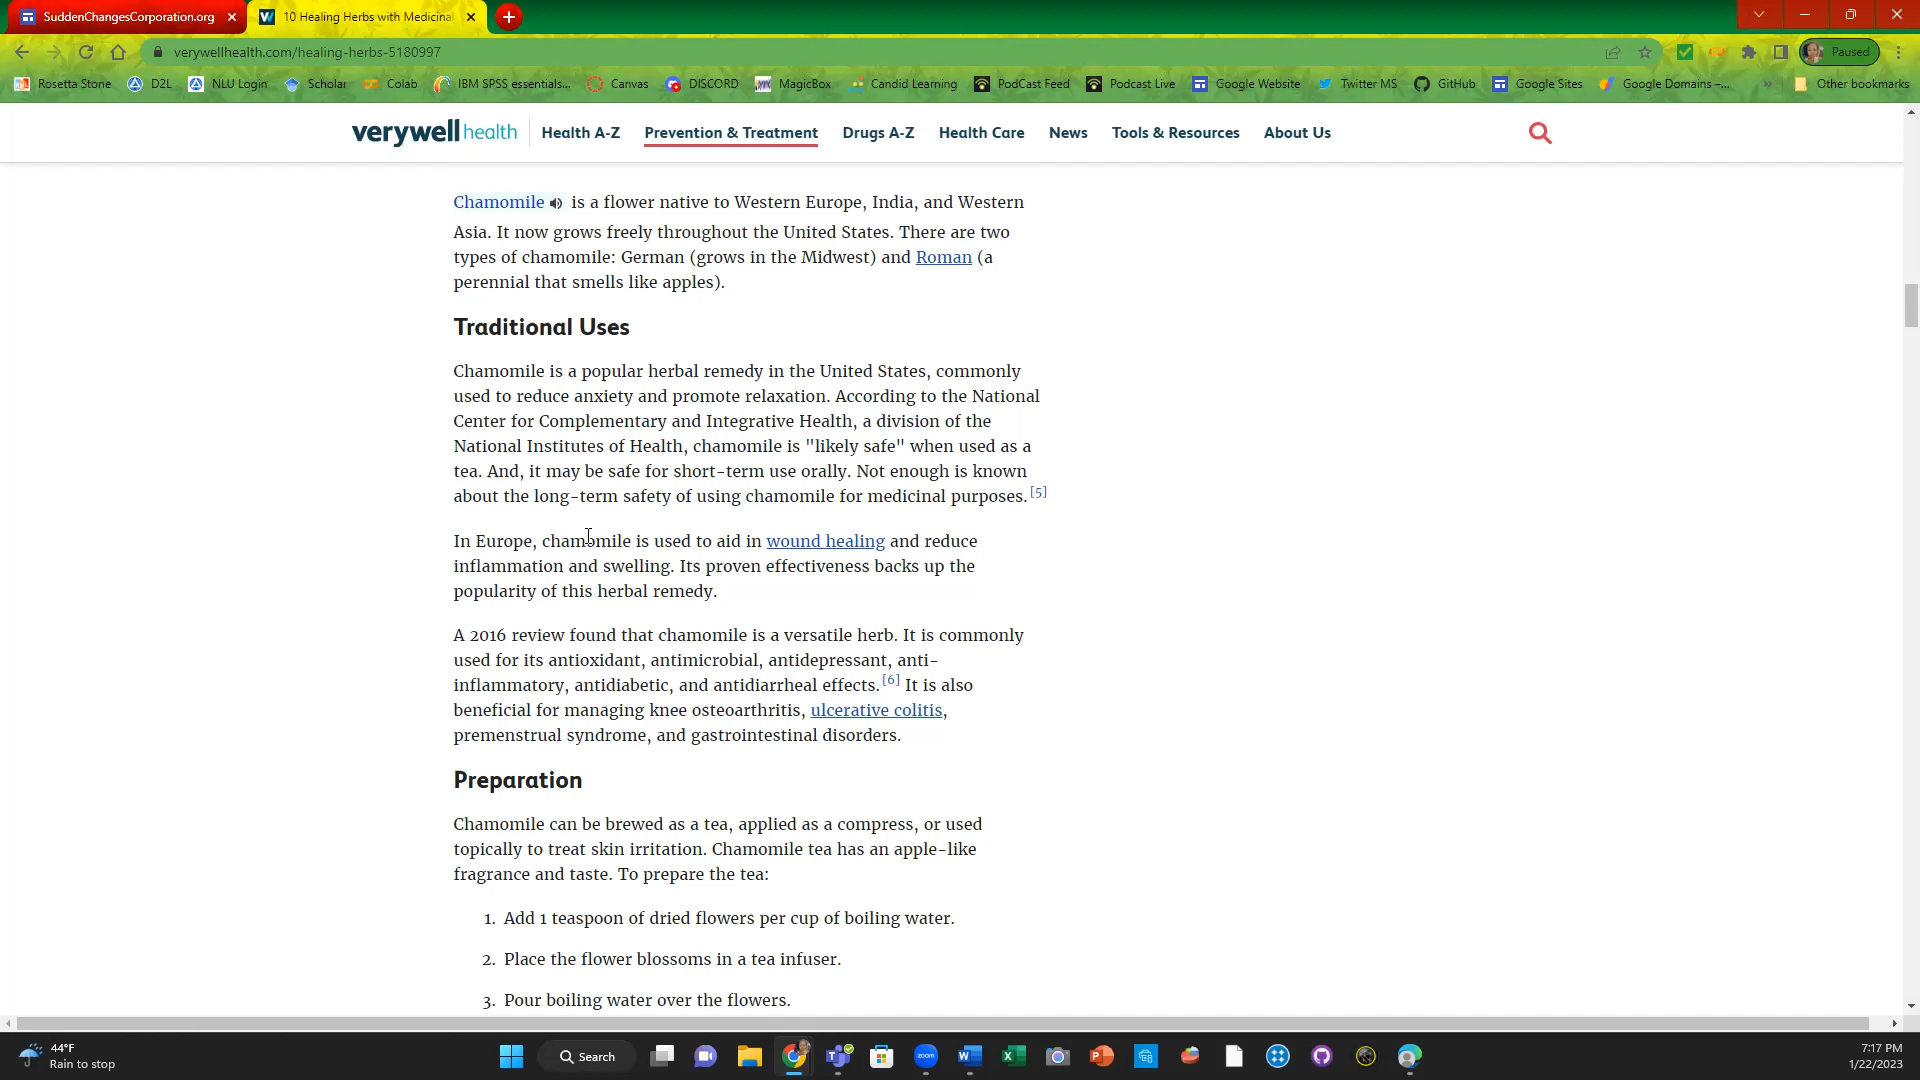 SuddenChangesCorporation.org
10 Healing Herbs with Medicinal
verywellhealth.com/healing-herbs-5180997
Paused
Rosetta Stone D2L NLU Login Scholar Colab IBM SPSS essentials... Canvas DISCORD MagicBox Candid Learning PodCast Feed Podcast Live Google Website Twitter MS GitHub Google Sites Google Domains –... » Other bookmarks
verywell health Health A-Z Prevention & Treatment Drugs A-Z Health Care News Tools & Resources About Us
Chamomile is a flower native to Western Europe, India, and Western
Asia. It now grows freely throughout the United States. There are two
types of chamomile: German (grows in the Midwest) and Roman (a
perennial that smells like apples).
Traditional Uses
Chamomile is a popular herbal remedy in the United States, commonly
used to reduce anxiety and promote relaxation. According to the National
Center for Complementary and Integrative Health, a division of the
National Institutes of Health, chamomile is "likely safe" when used as a
tea. And, it may be safe for short-term use orally. Not enough is known
about the long-term safety of using chamomile for medicinal purposes. [5]
In Europe, chamomile is used to aid in wound healing and reduce
inflammation and swelling. Its proven effectiveness backs up the
popularity of this herbal remedy.
A 2016 review found that chamomile is a versatile herb. It is commonly
used for its antioxidant, antimicrobial, antidepressant, anti-
inflammatory, antidiabetic, and antidiarrheal effects. [6] It is also
beneficial for managing knee osteoarthritis, ulcerative colitis,
premenstrual syndrome, and gastrointestinal disorders.
Preparation
Chamomile can be brewed as a tea, applied as a compress, or used
topically to treat skin irritation. Chamomile tea has an apple-like
fragrance and taste. To prepare the tea:
1. Add 1 teaspoon of dried flowers per cup of boiling water.
2. Place the flower blossoms in a tea infuser.
3. Pour boiling water over the flowers.
44°F
Rain to stop
Search
zoom
7:17 PM
1/22/2023